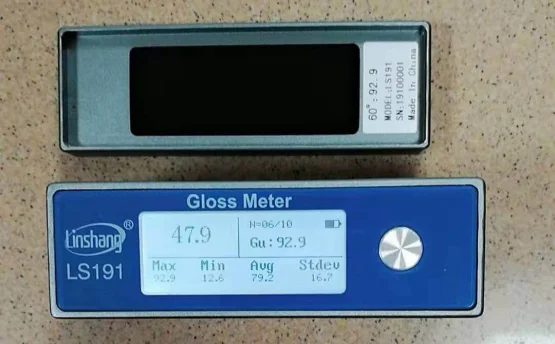 60°:92.9
MODEL:LS191
SN:19100001
Made In China
Gloss Meter
Linshang®
LS191
47.9
N=06/10
Gu:92.9
Max Min Avg Stdev
92.9 12.6 79.2 16.7